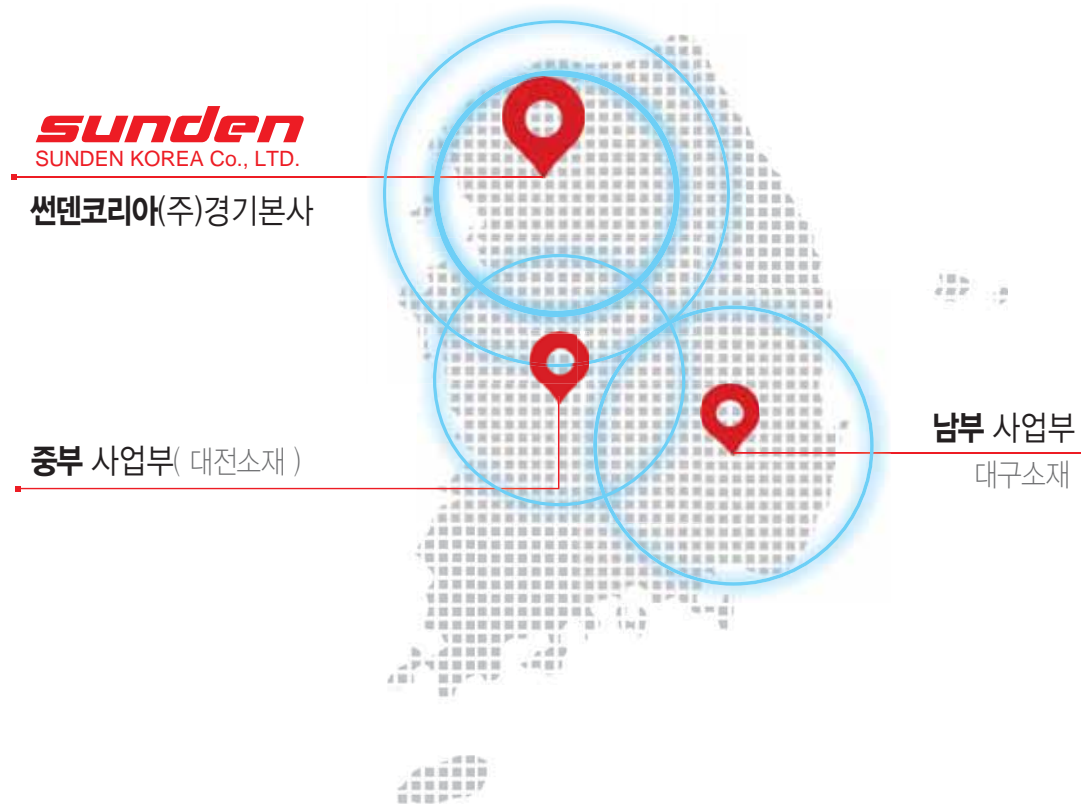 sunden
SUNDEN KOREA Co., LTD.
썬덴코리아(주)경기본사
중부 사업부( 대전소재 )
남부 사업부
대구소재